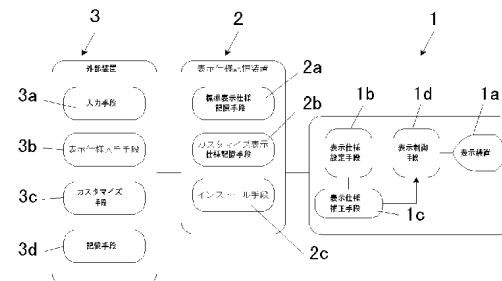 3
2
1
外部装置
3a
入力手段
3b
表示仕様入手手段
3c
カスタマイズ
手段
3d
記憶手段
表示仕様記憶装置
2a
標準表示仕様
記憶手段
2b
カスタマイズ表示
仕様記憶手段
インストール手段
2c
1b
1d
1a
表示仕様
設定手段
表示制御
手段
表示装置
表示仕様
補正手段
1c